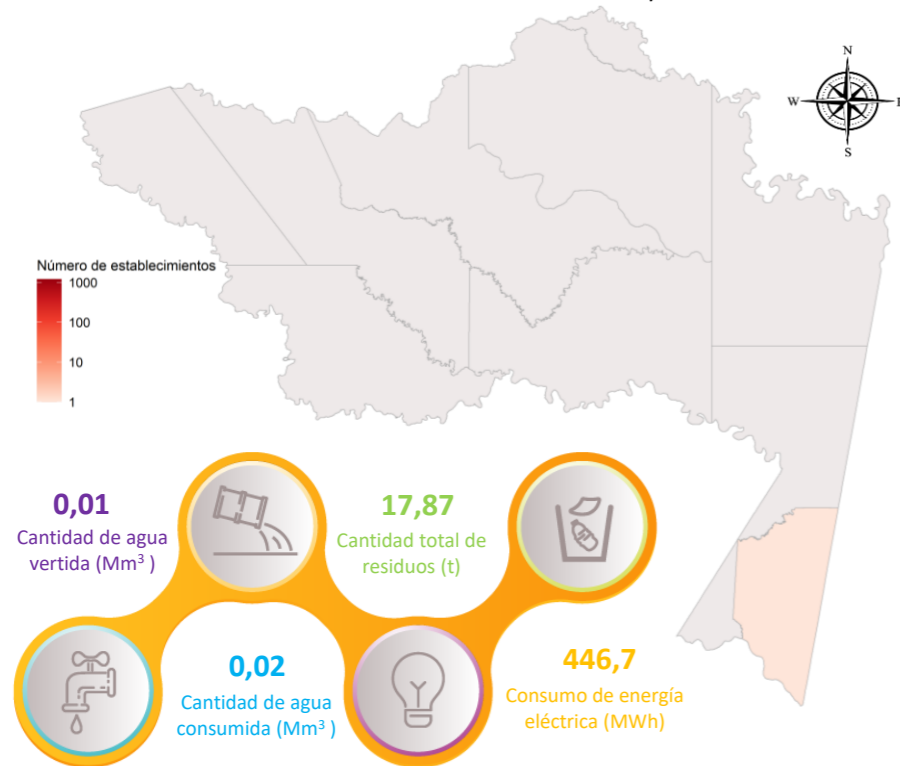 N
W
E
S
Número de establecimientos
1000
100
10
1
0,01
Cantidad de agua
vertida (Mm³ )
17,87
Cantidad total de
residuos (t)
0,02
Cantidad de agua
consumida (Mm³ )
446,7
Consumo de energía
eléctrica (MWh)